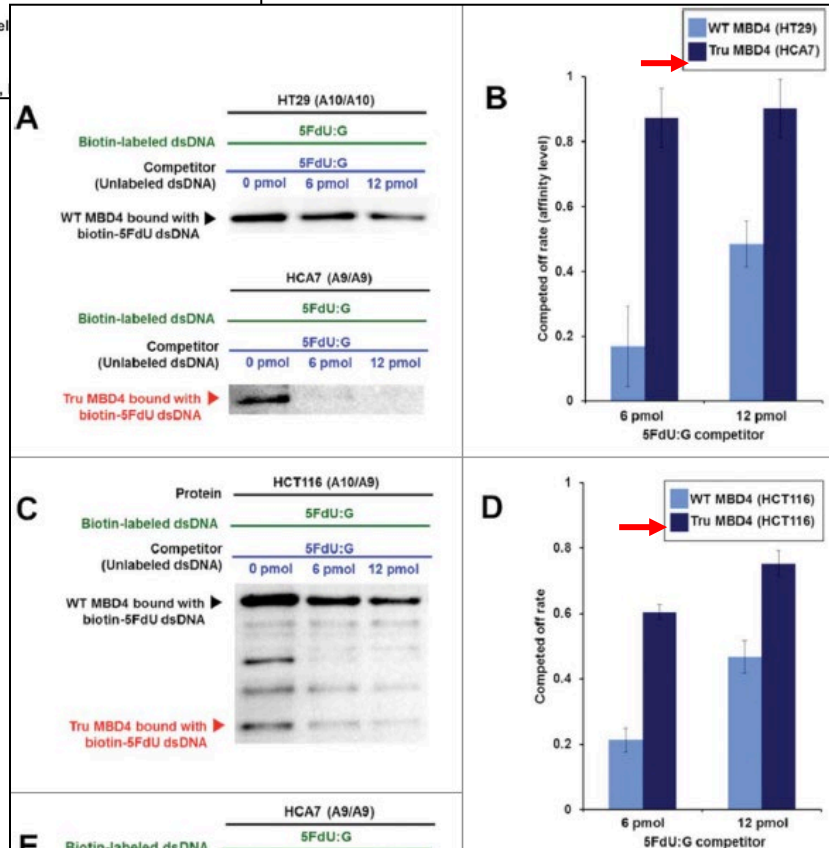 el
A
HT29 (A10/A10)
5FdU:G
Biotin-labeled dsDNA
Competitor
(Unlabeled dsDNA)
5FdU:G
0 pmol 6 pmol 12 pmol
WT MBD4 bound with
biotin-5FdU dsDNA
HCA7 (A9/A9)
5FdU:G
Biotin-labeled dsDNA
Competitor
(Unlabeled dsDNA)
5FdU:G
0 pmol 6 pmol 12 pmol
Tru MBD4 bound with
biotin-5FdU dsDNA
B
WT MBD4 (HT29)
Tru MBD4 (HCA7)
Competed off rate (affinity level)
1
0.8
0.6
0.4
0.2
0
6 pmol 12 pmol
5FdU:G competitor
C
Protein
HCT116 (A10/A9)
5FdU:G
Biotin-labeled dsDNA
Competitor
(Unlabeled dsDNA)
5FdU:G
0 pmol 6 pmol 12 pmol
WT MBD4 bound with
biotin-5FdU dsDNA
Tru MBD4 bound with
biotin-5FdU dsDNA
D
WT MBD4 (HCT116)
Tru MBD4 (HCT116)
Competed off rate
1
0.8
0.6
0.4
0.2
0
6 pmol 12 pmol
5FdU:G competitor
E
HCA7 (A9/A9)
5FdU:G
Biotin-labeled dsDNA